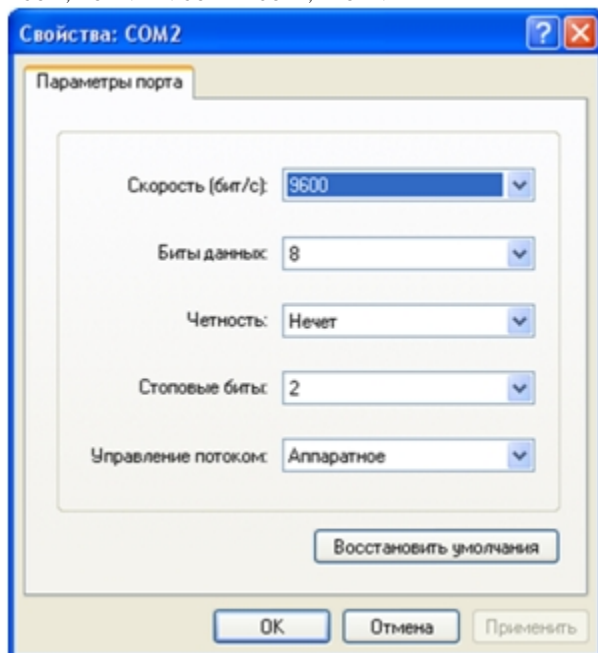 Свойства: COM2
Параметры порта
Скорость (бит/с): 9600
Биты данных: 8
Четность: Нечет
Стоповые биты: 2
Управление потоком: Аппаратное
Восстановить умолчания
OK Отмена Применить